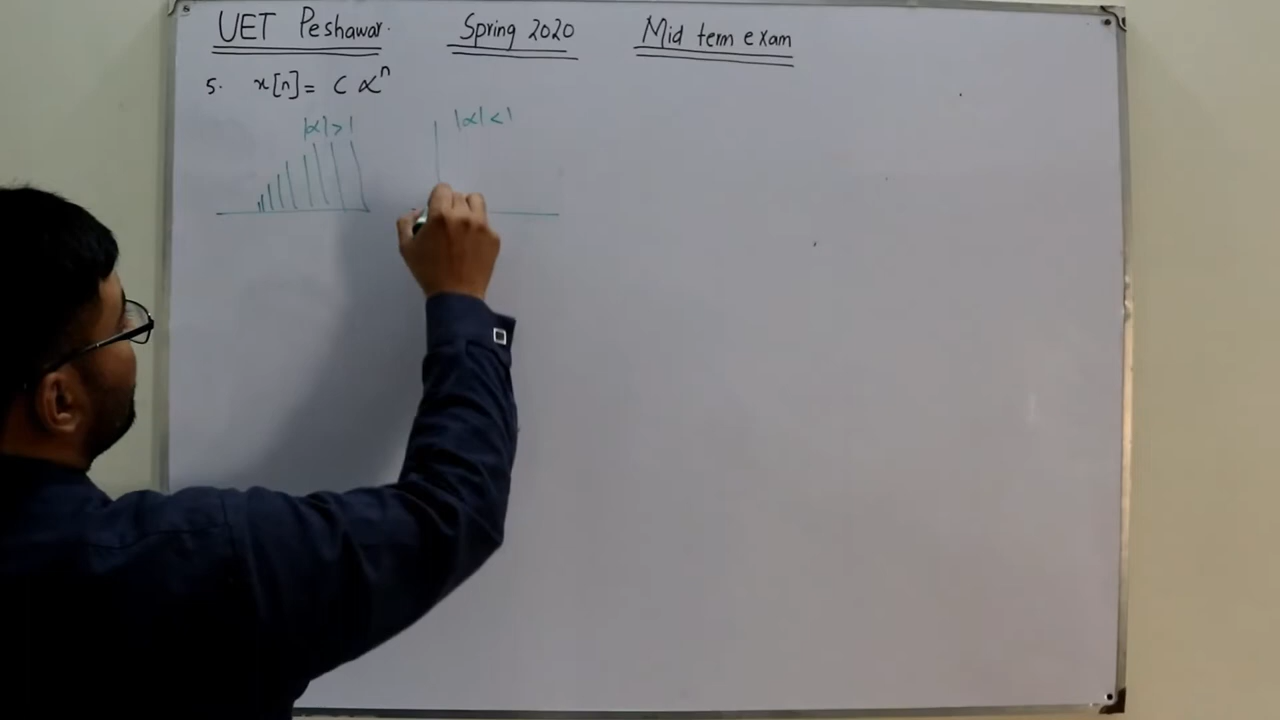 UET Peshawar. Spring 2020 Mid term exam
5. x[n] = C α^n
|α| > 1 |α| < 1